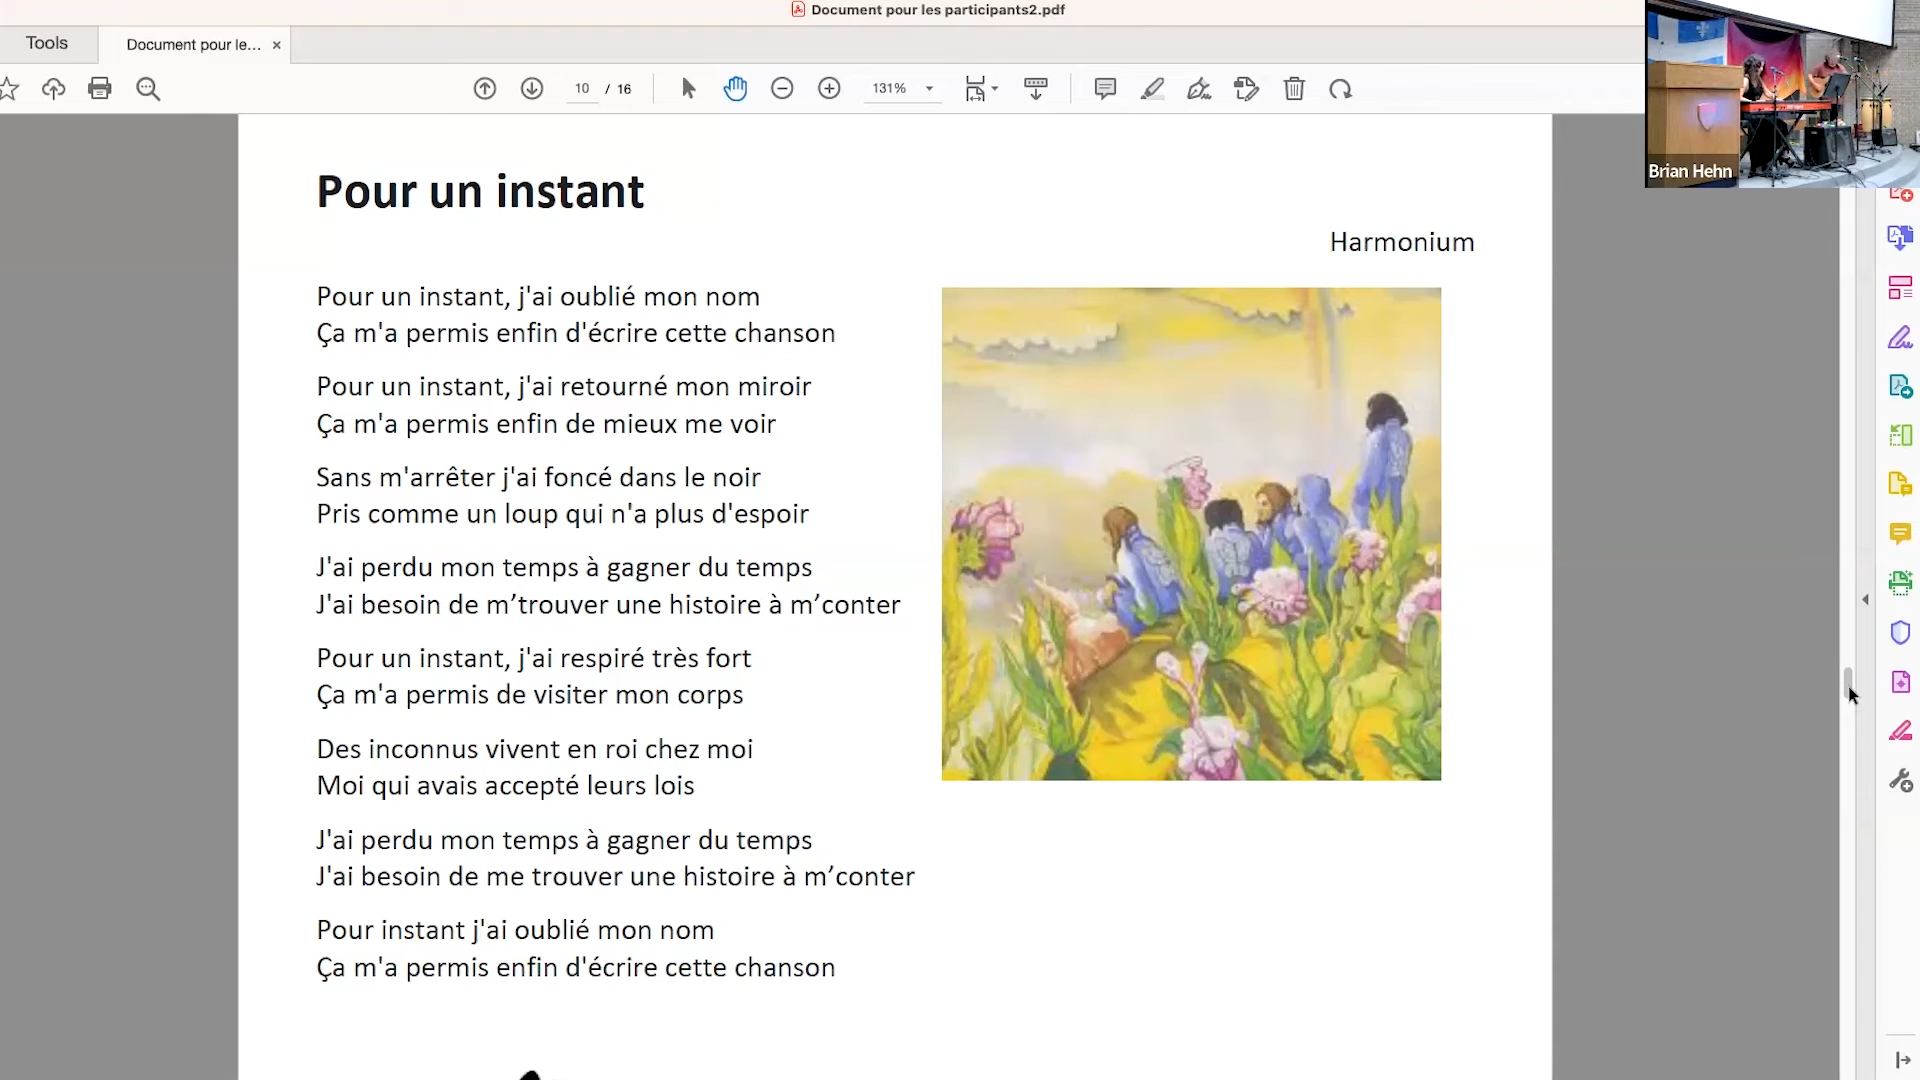 Document pour les participants2.pdf
Tools
Document pour le... ×
10 / 16
131%
Brian Hehn
Pour un instant
Harmonium
Pour un instant, j'ai oublié mon nom
Ça m'a permis enfin d'écrire cette chanson
Pour un instant, j'ai retourné mon miroir
Ça m'a permis enfin de mieux me voir
Sans m'arrêter j'ai foncé dans le noir
Pris comme un loup qui n'a plus d'espoir
J'ai perdu mon temps à gagner du temps
J'ai besoin de m’trouver une histoire à m’conter
Pour un instant, j'ai respiré très fort
Ça m'a permis de visiter mon corps
Des inconnus vivent en roi chez moi
Moi qui avais accepté leurs lois
J'ai perdu mon temps à gagner du temps
J'ai besoin de me trouver une histoire à m’conter
Pour instant j'ai oublié mon nom
Ça m'a permis enfin d'écrire cette chanson